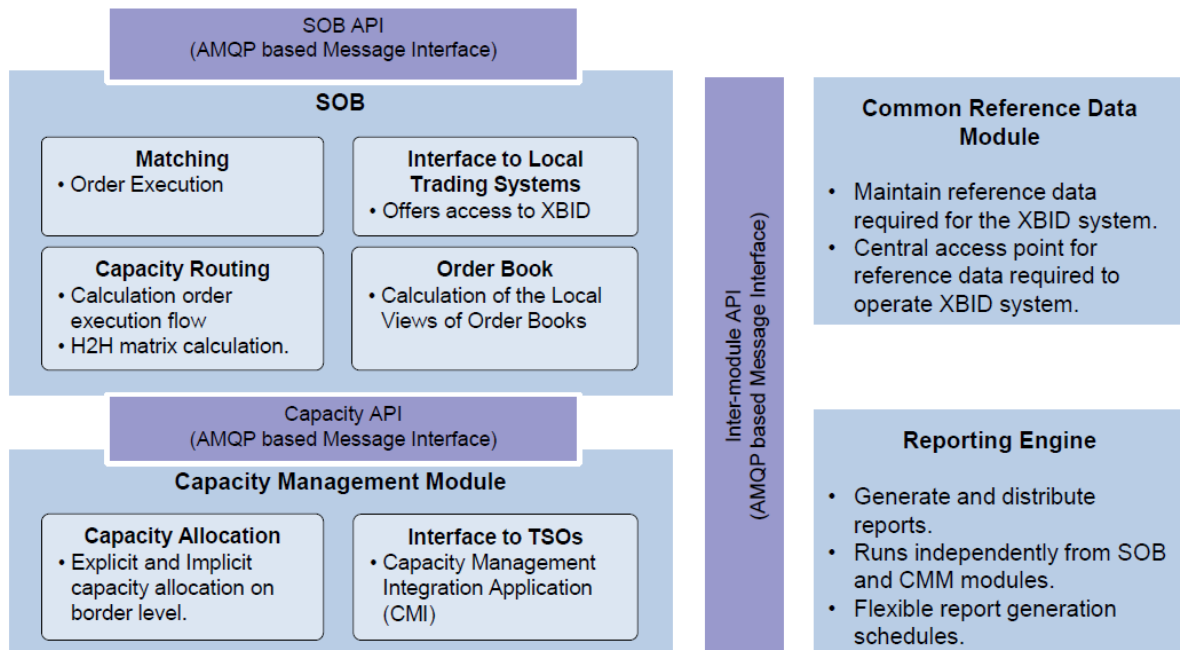 SOB API
(AMQP based Message Interface)
SOB
Matching
• Order Execution
Interface to Local
Trading Systems
• Offers access to XBID
Capacity Routing
• Calculation order
execution flow
• H2H matrix calculation.
Order Book
• Calculation of the Local
Views of Order Books
Capacity API
(AMQP based Message Interface)
Capacity Management Module
Capacity Allocation
• Explicit and Implicit
capacity allocation on
border level.
Interface to TSOs
• Capacity Management
Integration Application
(CMI)
Inter-module API
(AMQP based Message Interface)
Common Reference Data
Module
• Maintain reference data
required for the XBID system.
• Central access point for
reference data required to
operate XBID system.
Reporting Engine
• Generate and distribute
reports.
• Runs independently from SOB
and CMM modules.
• Flexible report generation
schedules.